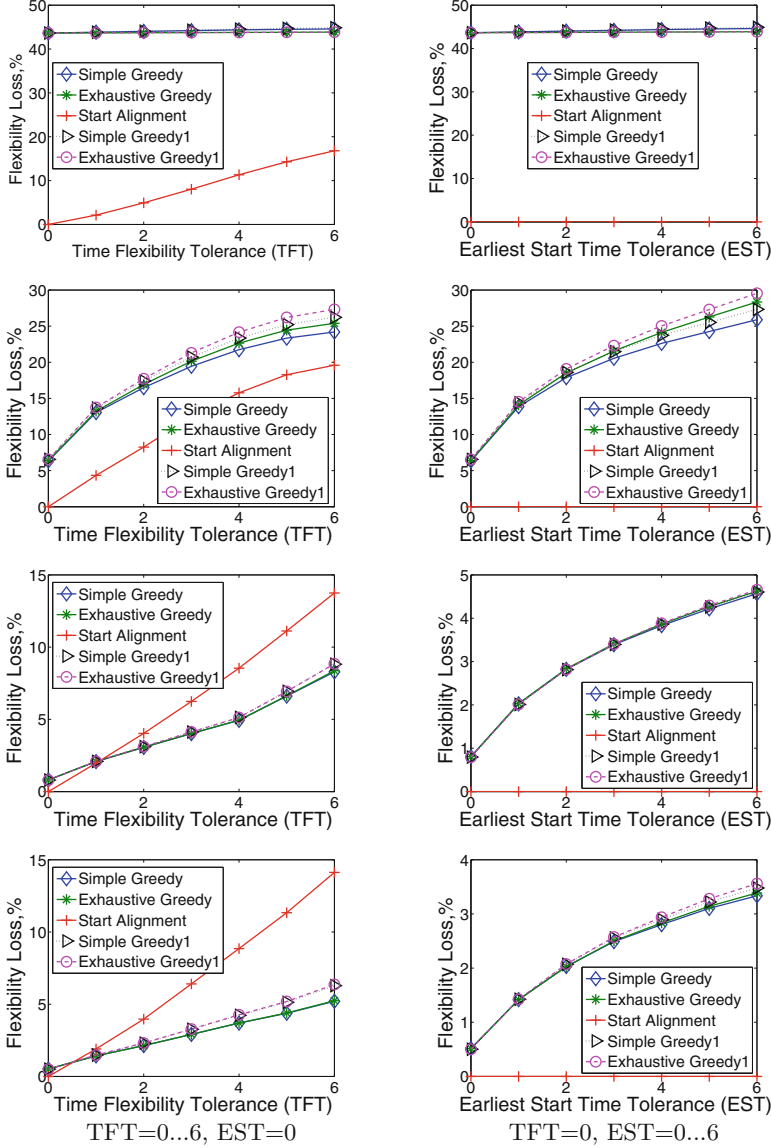 50
40
30
20
10
0
Flexibility Loss,%
Simple Greedy
Exhaustive Greedy
Start Alignment
Simple Greedy1
Exhaustive Greedy1
0 2 4 6
Time Flexibility Tolerance (TFT)
50
40
30
20
10
0
Flexibility Loss,%
Simple Greedy
Exhaustive Greedy
Start Alignment
Simple Greedy1
Exhaustive Greedy1
0 2 4 6
Earliest Start Time Tolerance (EST)
30
25
20
15
10
5
0
Flexibility Loss,%
Simple Greedy
Exhaustive Greedy
Start Alignment
Simple Greedy1
Exhaustive Greedy1
0 2 4 6
Time Flexibility Tolerance (TFT)
30
25
20
15
10
5
0
Flexibility Loss,%
Simple Greedy
Exhaustive Greedy
Start Alignment
Simple Greedy1
Exhaustive Greedy1
0 2 4 6
Earliest Start Time Tolerance (EST)
15
10
5
0
Flexibility Loss,%
Simple Greedy
Exhaustive Greedy
Start Alignment
Simple Greedy1
Exhaustive Greedy1
0 2 4 6
Time Flexibility Tolerance (TFT)
5
4
3
2
1
0
Flexibility Loss,%
Simple Greedy
Exhaustive Greedy
Start Alignment
Simple Greedy1
Exhaustive Greedy1
0 2 4 6
Earliest Start Time Tolerance (EST)
15
10
5
0
Flexibility Loss,%
Simple Greedy
Exhaustive Greedy
Start Alignment
Simple Greedy1
Exhaustive Greedy1
0 2 4 6
Time Flexibility Tolerance (TFT)
4
3
2
1
0
Flexibility Loss,%
Simple Greedy
Exhaustive Greedy
Start Alignment
Simple Greedy1
Exhaustive Greedy1
0 2 4 6
Earliest Start Time Tolerance (EST)
TFT=0...6, EST=0
TFT=0, EST=0...6